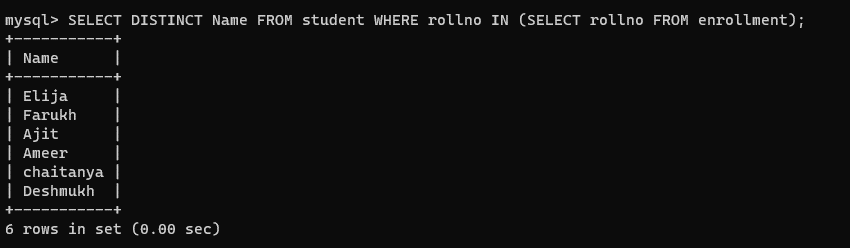 mysql> SELECT DISTINCT Name FROM student WHERE rollno IN (SELECT rollno FROM enrollment);
+-----------+
| Name      |
+-----------+
| Elija     |
| Farukh    |
| Ajit      |
| Ameer     |
| chaitanya |
| Deshmukh  |
+-----------+
6 rows in set (0.00 sec)